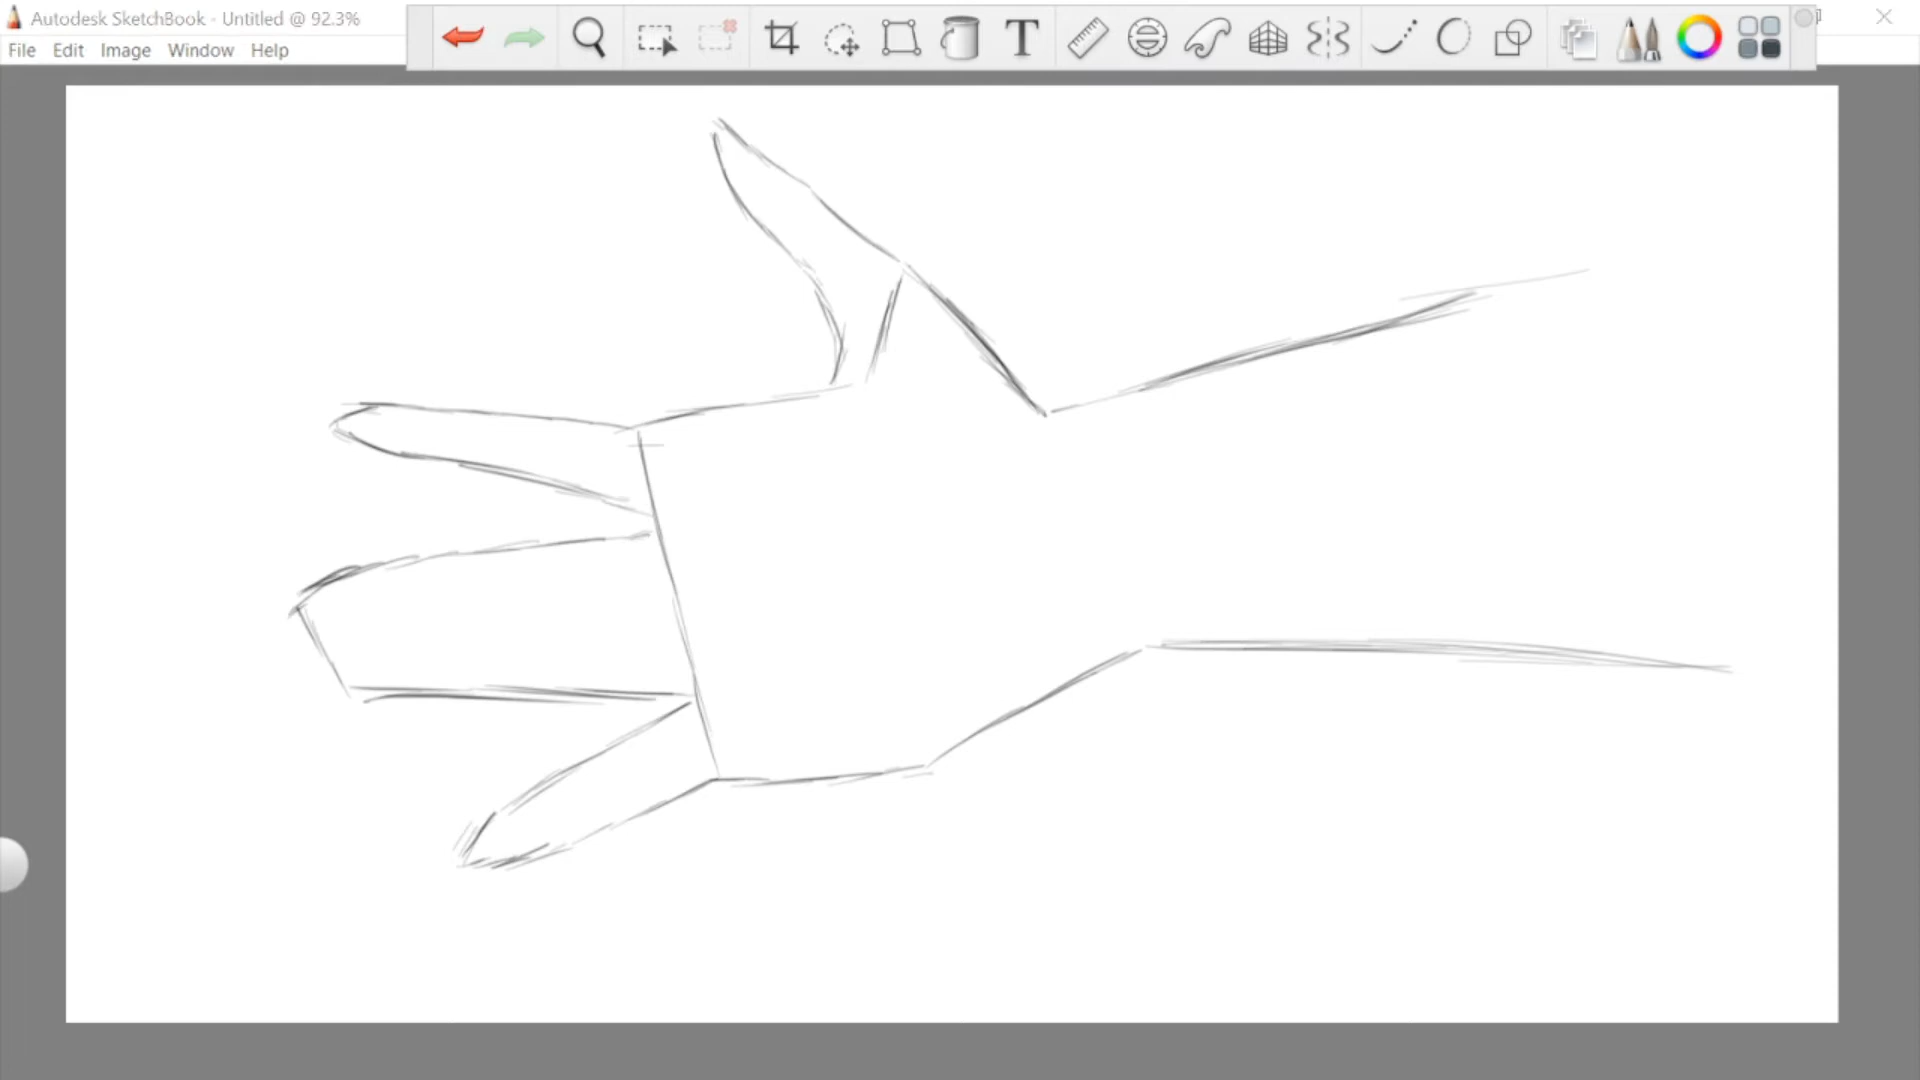 Autodesk SketchBook - Untitled @ 92.3%
File Edit Image Window Help
T